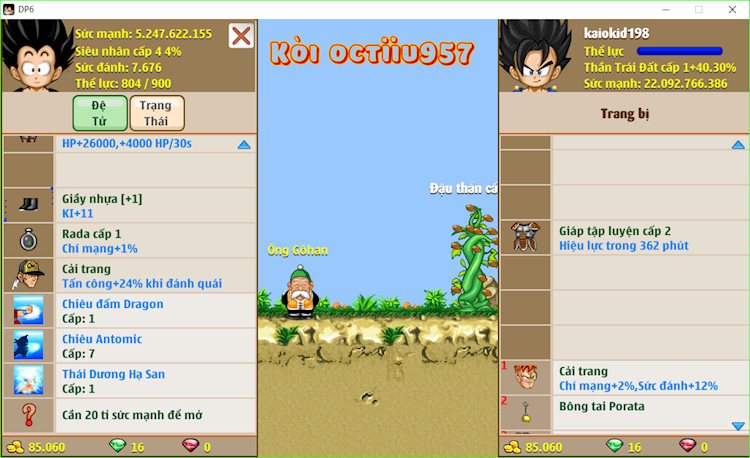 DP6
Sức mạnh: 5.247.622.155
Siêu nhân cấp 4 4%
Sức đánh: 7.676
Thể lực: 804 / 900
Đệ
Tử
Trạng
Thái
HP+26000,+4000 HP/30s
Giầy nhựa [+1]
KI+11
Rada cấp 1
Chí mạng+1%
Cải trang
Tấn công+24% khi đánh quái
Chiêu đấm Dragon
Cấp: 1
Chiêu Antomic
Cấp: 7
Thái Dương Hạ San
Cấp: 1
Cần 20 tỉ sức mạnh để mở
85.060
16
0
Kòi octiiu957
Đậu thần cá
Ông Gôhan
kaiokid198
Thể lực
Thần Trái Đất cấp 1+40.30%
Sức mạnh: 22.092.766.386
Trang bị
Giáp tập luyện cấp 2
Hiệu lực trong 362 phút
1
Cải trang
Chí mạng+2%,Sức đánh+12%
2
Bông tai Porata
85.060
16
0